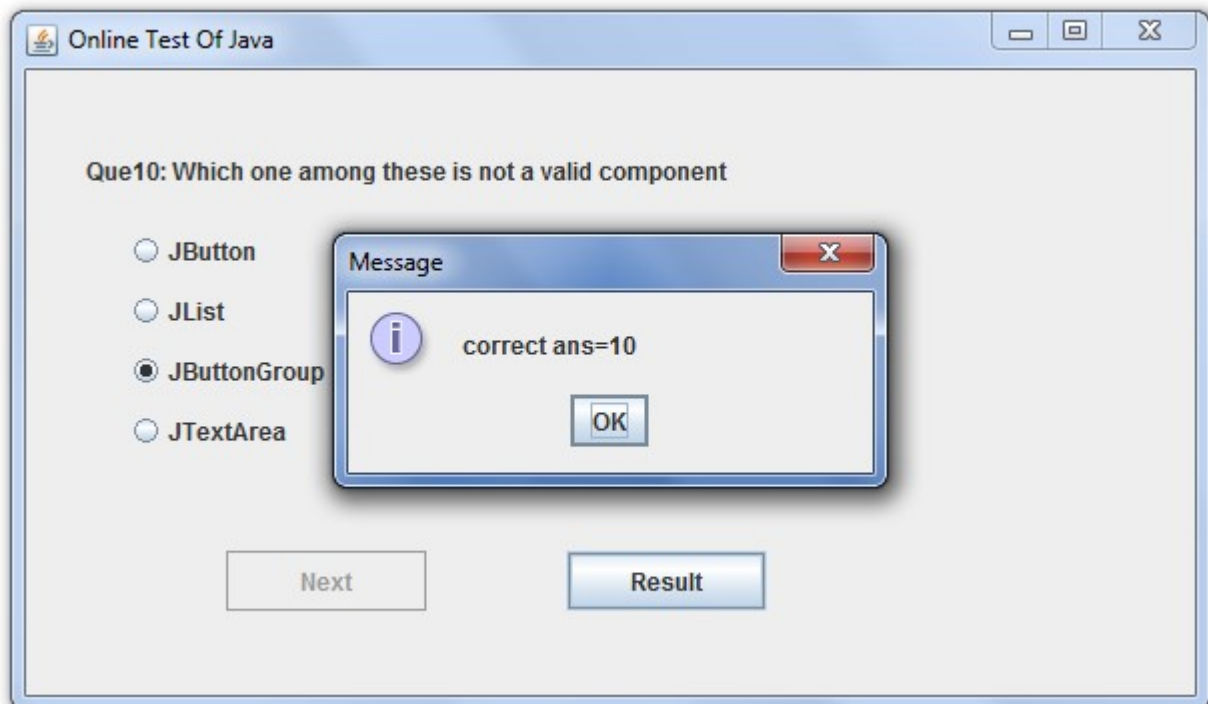 Online Test Of Java
Que10: Which one among these is not a valid component
JButton
JList
JButtonGroup
JTextArea
Message
i
correct ans=10
OK
Next
Result